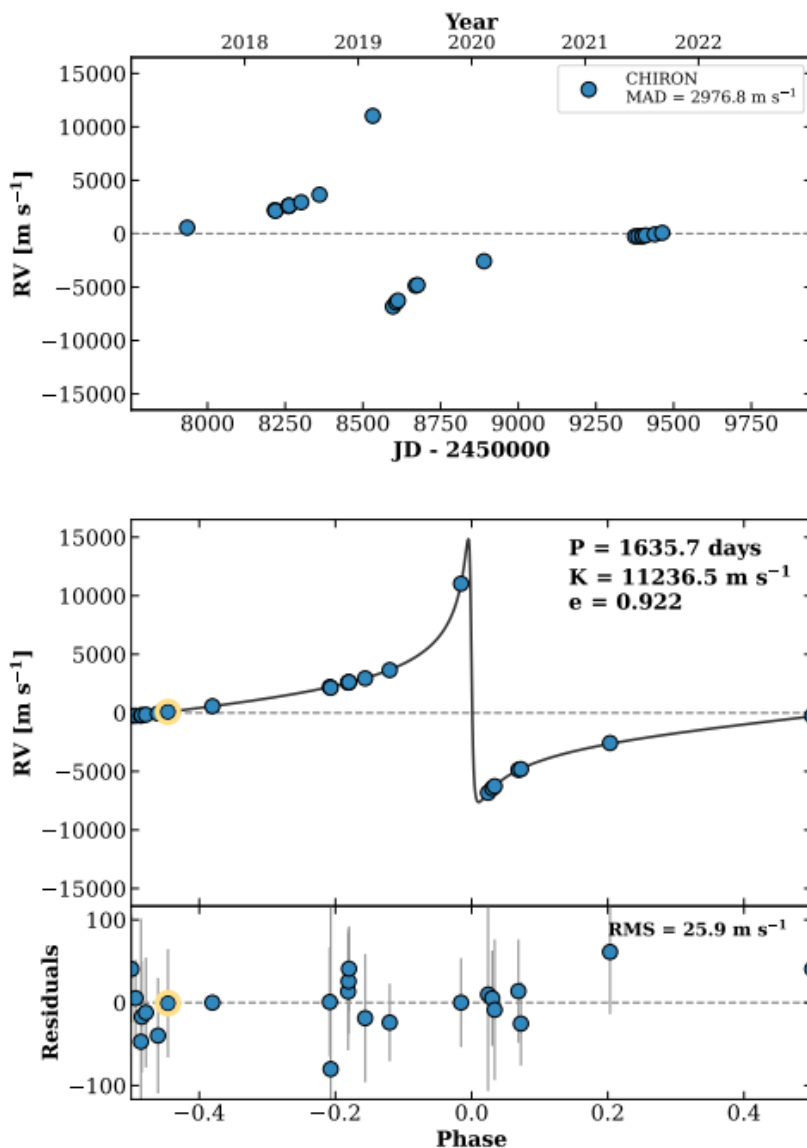 Year
2018 2019 2020 2021 2022
15000
10000
5000
0
−5000
−10000
−15000
RV [m s⁻¹]
CHIRON
MAD = 2976.8 m s⁻¹
8000 8250 8500 8750 9000 9250 9500 9750
JD - 2450000
15000
10000
5000
0
−5000
−10000
−15000
RV [m s⁻¹]
P = 1635.7 days
K = 11236.5 m s⁻¹
e = 0.922
100
0
−100
Residuals
RMS = 25.9 m s⁻¹
−0.4 −0.2 0.0 0.2 0.4
Phase